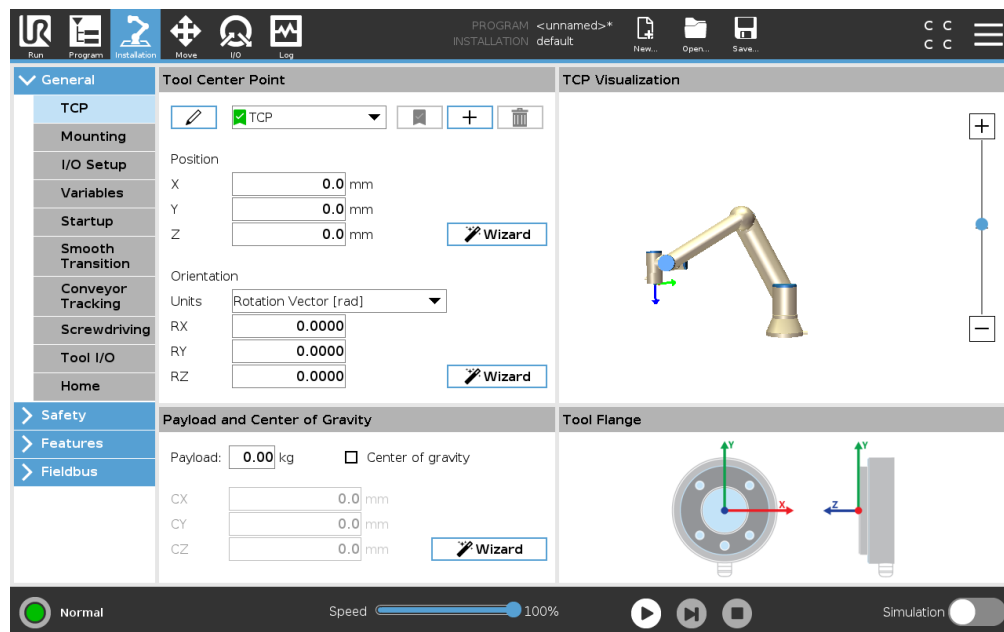 UR
PROGRAM <unnamed>*
INSTALLATION default
Run Program Installation Move I/O Log New... Open... Save...
C C
C C
General
TCP
Mounting
I/O Setup
Variables
Startup
Smooth
Transition
Conveyor
Tracking
Screwdriving
Tool I/O
Home
Safety
Features
Fieldbus
Tool Center Point
TCP
Position
X 0.0 mm
Y 0.0 mm
Z 0.0 mm Wizard
Orientation
Units Rotation Vector [rad]
RX 0.0000
RY 0.0000
RZ 0.0000 Wizard
TCP Visualization
Payload and Center of Gravity
Payload: 0.00 kg Center of gravity
CX 0.0 mm
CY 0.0 mm
CZ 0.0 mm Wizard
Tool Flange
Y Y
X Z
Normal Speed 100% Simulation